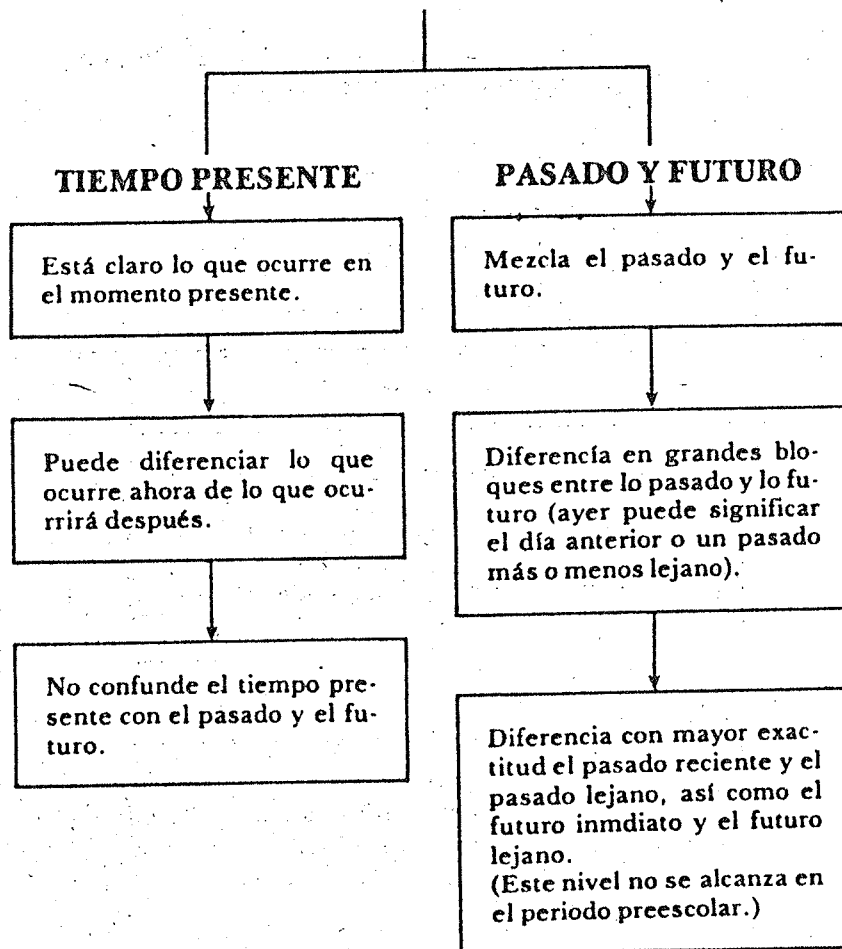 TIEMPO PRESENTE
Está claro lo que ocurre en
el momento presente.
Puede diferenciar lo que
ocurre ahora de lo que ocu-
rrirá después.
No confunde el tiempo pre-
sente con el pasado y el fu-
turo.
PASADO Y FUTURO
Mezcla el pasado y el fu-
turo.
Diferencía en grandes blo-
ques entre lo pasado y lo fu-
turo (ayer puede significar
el día anterior o un pasado
más o menos lejano).
Diferencia con mayor exac-
titud el pasado reciente y el
pasado lejano, así como el
futuro inmdiato y el futuro
lejano.
(Este nivel no se alcanza en
el periodo preescolar.)